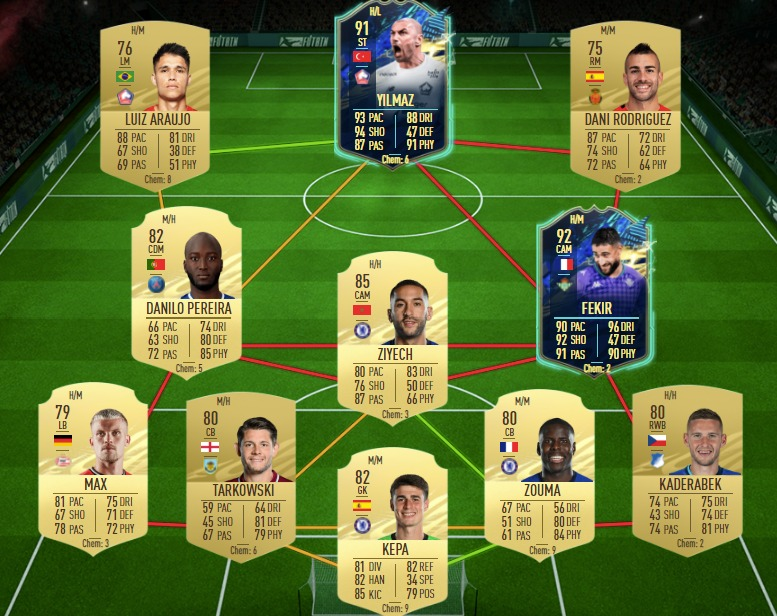 H/M
76
LM
LUIZ ARAUJO
88 PAC 81 DRI
67 SHO 38 DEF
69 PAS 51 PHY
Chem: 8
H/L
91
ST
YILMAZ
93 PAC 88 DRI
94 SHO 47 DEF
87 PAS 91 PHY
Chem: 6
H/M
75
RM
DANI RODRIGUEZ
87 PAC 72 DRI
74 SHO 62 DEF
72 PAS 64 PHY
Chem: 2
M/H
82
CDM
DANILO PEREIRA
66 PAC 74 DRI
63 SHO 80 DEF
72 PAS 85 PHY
Chem: 5
H/H
85
CAM
ZIYECH
80 PAC 83 DRI
76 SHO 50 DEF
87 PAS 66 PHY
Chem: 3
H/M
92
CAM
FEKIR
90 PAC 96 DRI
92 SHO 47 DEF
91 PAS 90 PHY
Chem: 2
H/M
79
LB
MAX
81 PAC 75 DRI
67 SHO 71 DEF
78 PAS 72 PHY
Chem: 3
M/H
80
CB
TARKOWSKI
59 PAC 64 DRI
45 SHO 81 DEF
67 PAS 79 PHY
Chem: 6
M/M
82
GK
KEPA
81 DIV 82 REF
82 HAN 34 SPE
85 KIC 79 POS
Chem: 9
M/M
80
CB
ZOUMA
67 PAC 56 DRI
51 SHO 80 DEF
61 PAS 84 PHY
Chem: 9
H/H
80
RWB
KADERABEK
74 PAC 75 DRI
43 SHO 74 DEF
74 PAS 81 PHY
Chem: 2